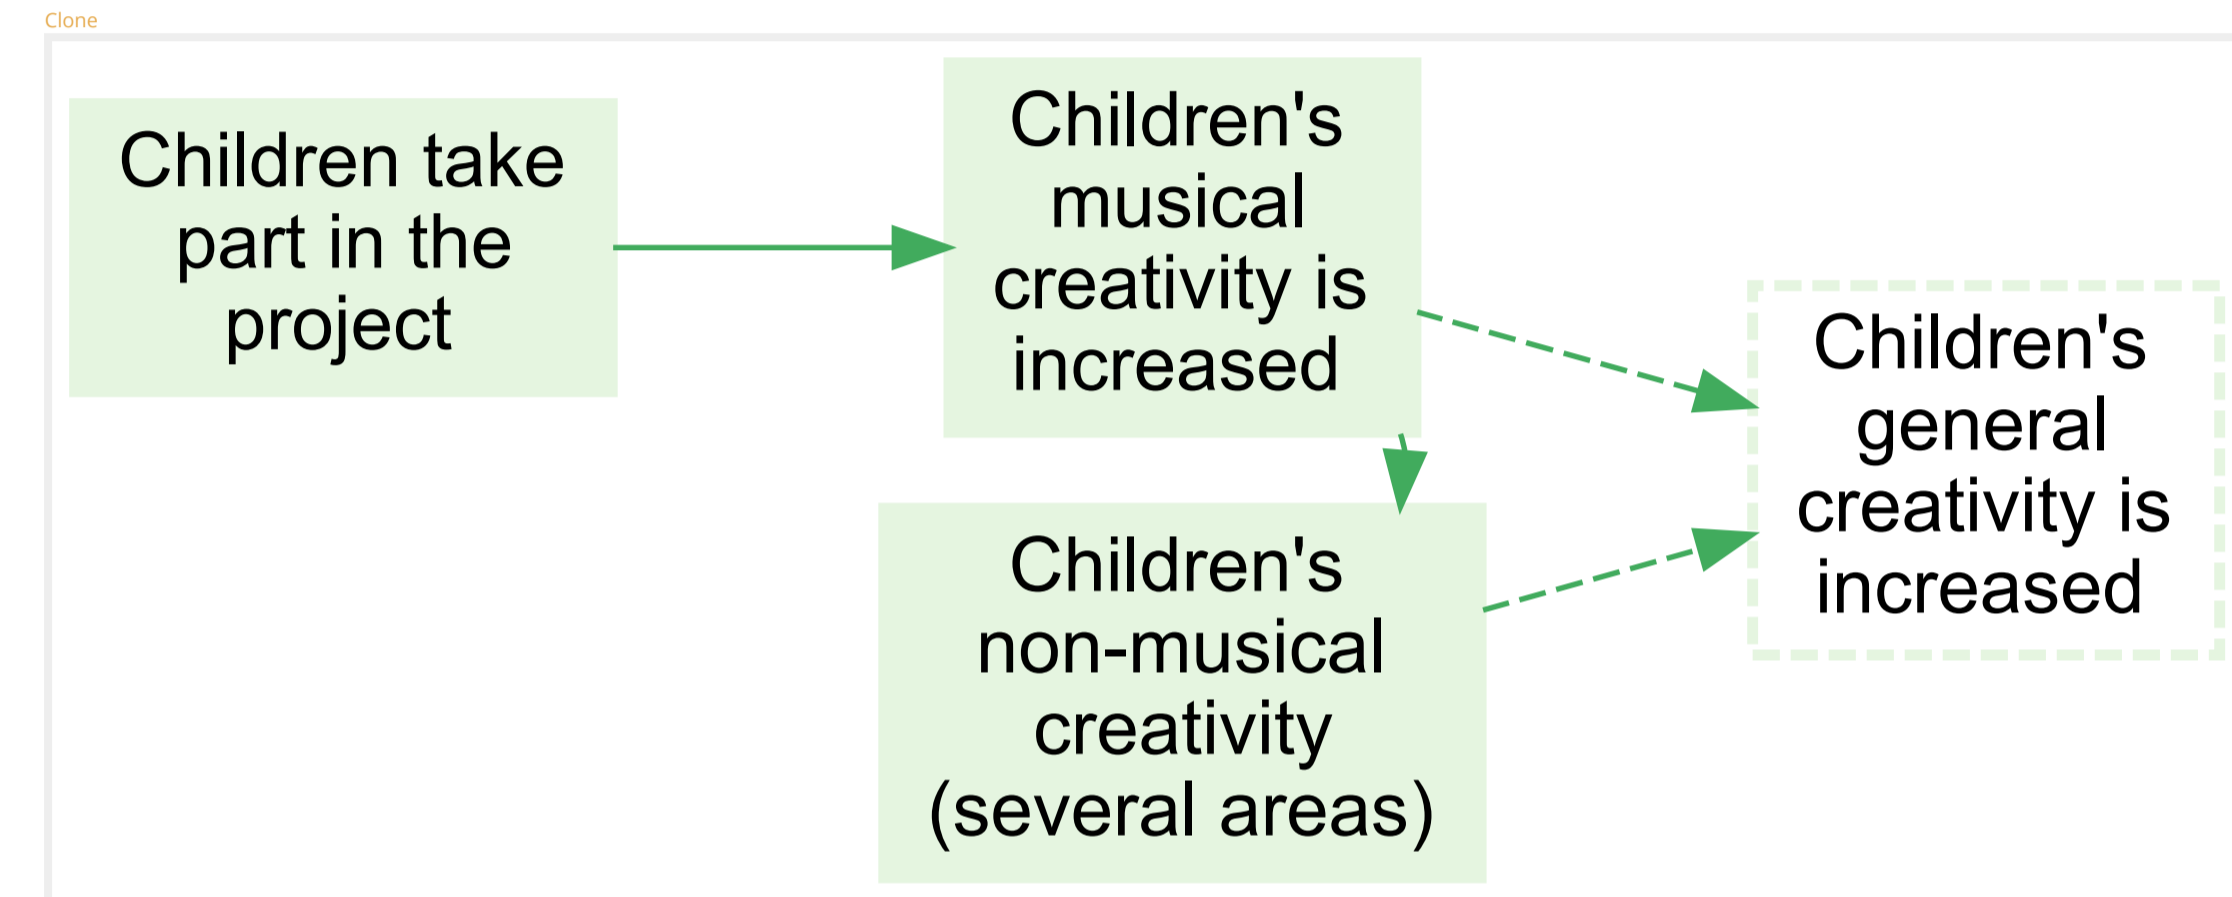 Clone
Children take
part in the
project
Children's
musical
creativity is
increased
Children's
non-musical
creativity
(several areas)
Children's
general
creativity is
increased